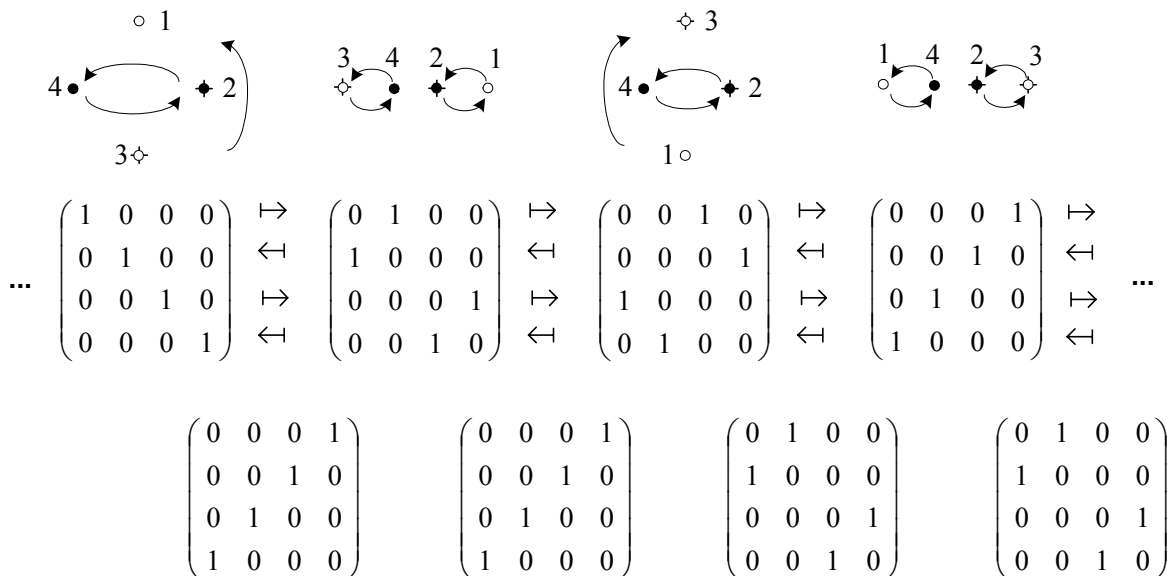 1
4 2
3
3 4 2 1
3
4 2
1
1 4 2 3
1 0 0 0 ↦ 0 1 0 0 ↦ 0 0 1 0 ↦ 0 0 0 1 ↦
0 1 0 0 ↤ 1 0 0 0 ↤ 0 0 0 1 ↤ 0 0 1 0 ↤
... 0 0 1 0 ↦ 0 0 0 1 ↦ 1 0 0 0 ↦ 0 1 0 0 ↦ ...
0 0 0 1 ↤ 0 0 1 0 ↤ 0 1 0 0 ↤ 1 0 0 0 ↤
0 0 0 1 0 0 0 1 0 1 0 0 0 1 0 0
0 0 1 0 0 0 1 0 1 0 0 0 1 0 0 0
0 1 0 0 0 1 0 0 0 0 0 1 0 0 0 1
1 0 0 0 1 0 0 0 0 0 1 0 0 0 1 0